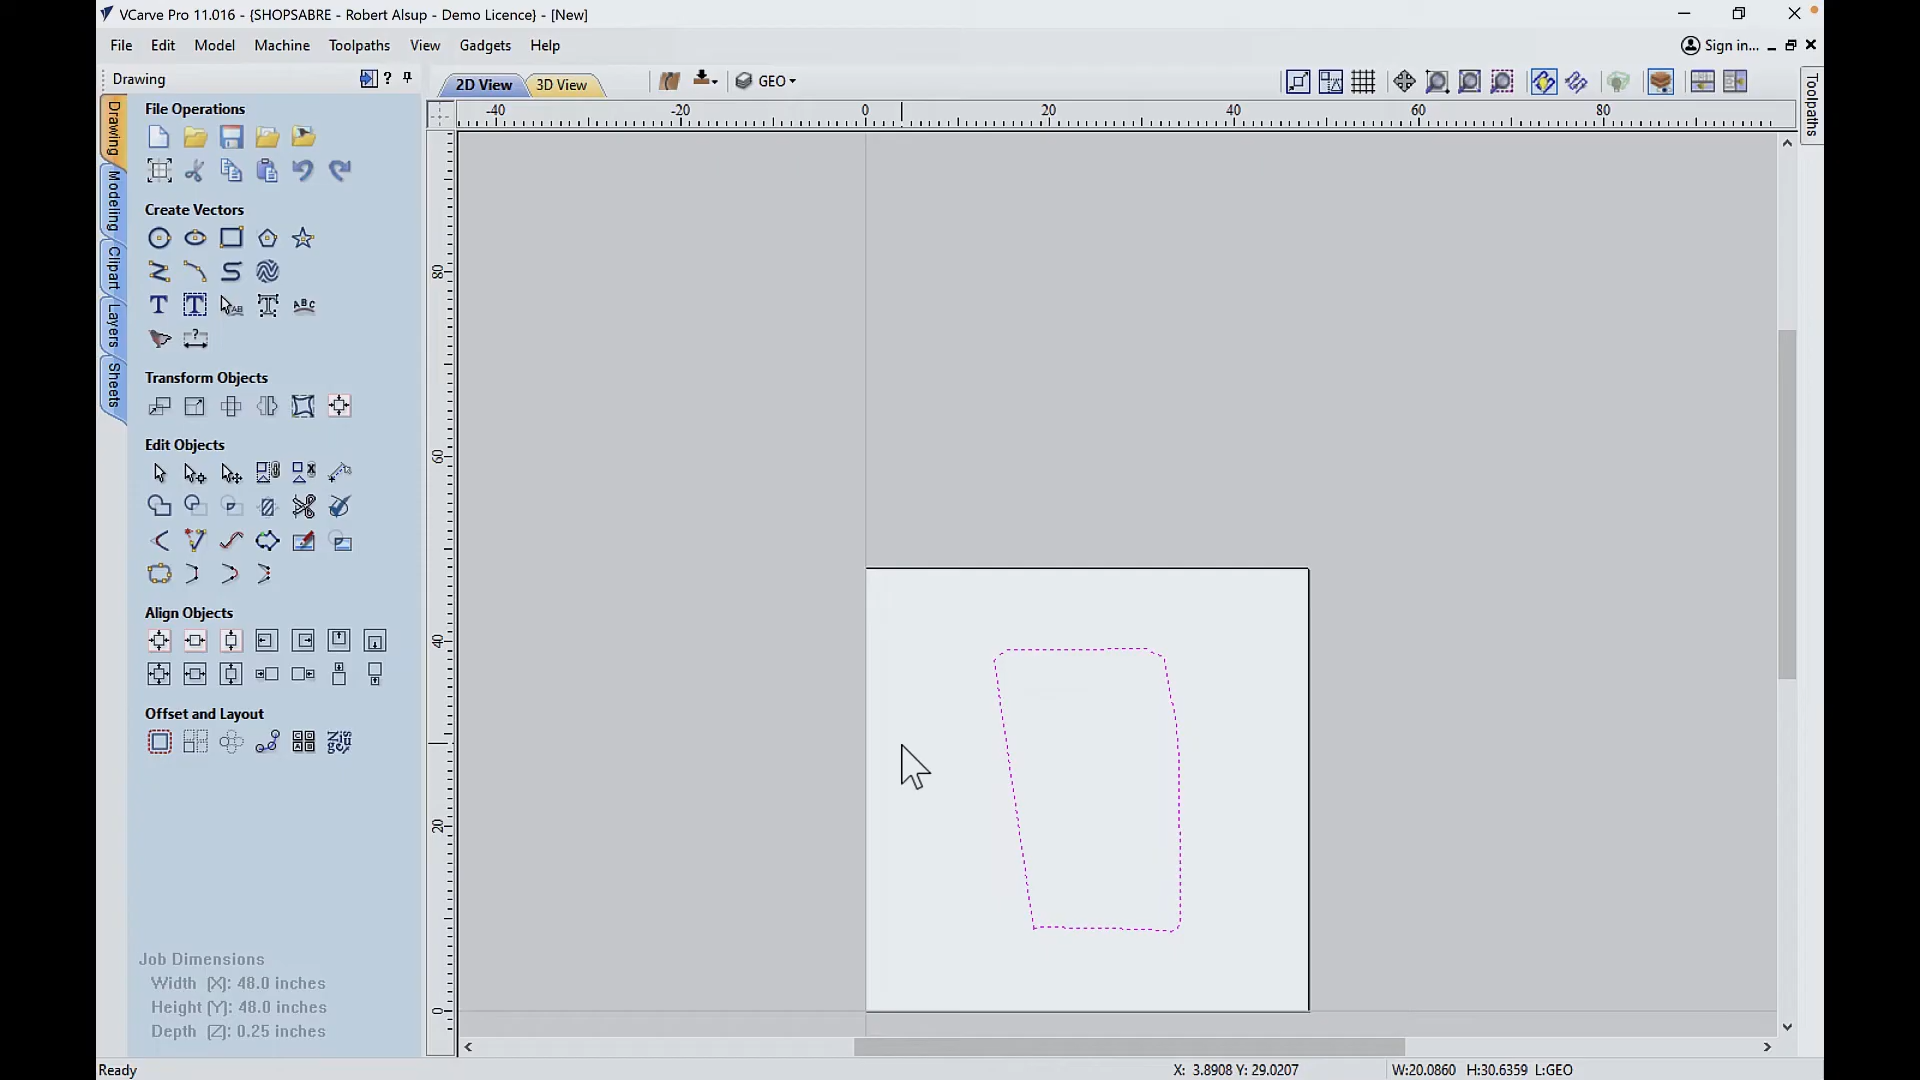 VCarve Pro 11.016 - {SHOPSABRE - Robert Alsup - Demo Licence} - [New]
File Edit Model Machine Toolpaths View Gadgets Help
Sign in...
Drawing
2D View
3D View
GEO
Toolpaths
-40 -20 0 20 40 60 80
80
60
40
20
0
Drawing
Modeling
Clipart
Layers
Sheets
File Operations
Create Vectors
Transform Objects
Edit Objects
Align Objects
Offset and Layout
Job Dimensions
Width (X): 48.0 inches
Height (Y): 48.0 inches
Depth (Z): 0.25 inches
Ready
X: 3.8908 Y: 29.0207
W:20.0860 H:30.6359 L:GEO